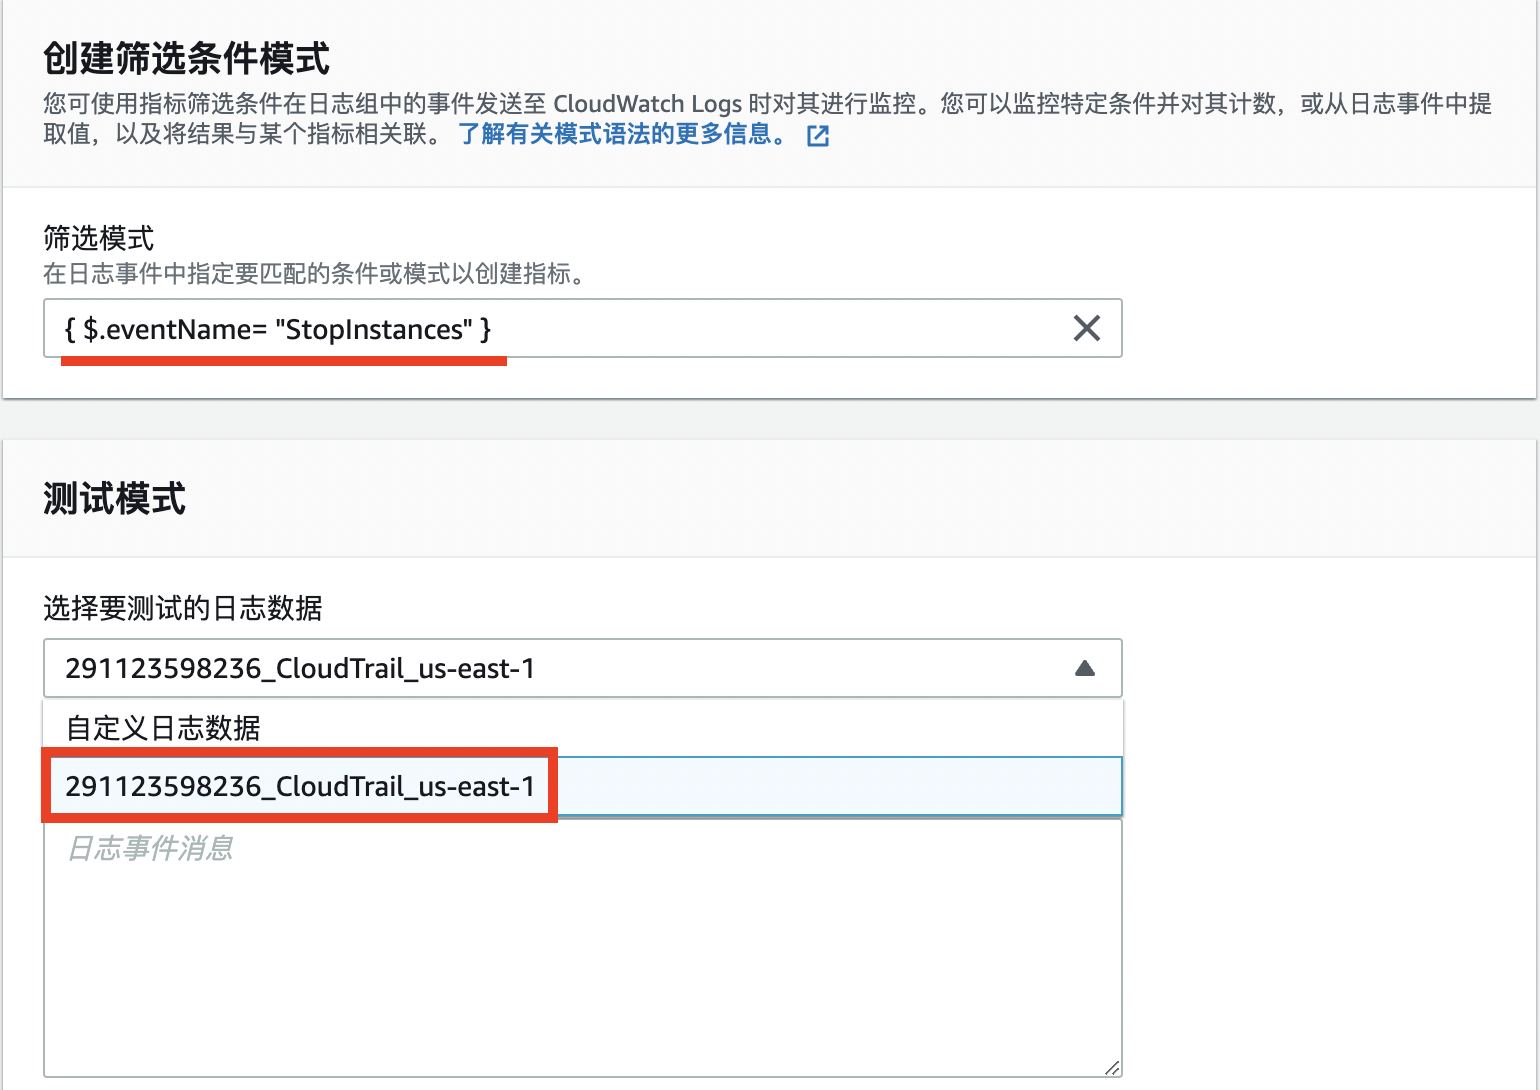 创建筛选条件模式
您可使用指标筛选条件在日志组中的事件发送至 CloudWatch Logs 时对其进行监控。您可以监控特定条件并对其计数，或从日志事件中提
取值，以及将结果与某个指标相关联。 了解有关模式语法的更多信息。
筛选模式
在日志事件中指定要匹配的条件或模式以创建指标。
{ $.eventName= "StopInstances" }
测试模式
选择要测试的日志数据
291123598236_CloudTrail_us-east-1
自定义日志数据
291123598236_CloudTrail_us-east-1
日志事件消息